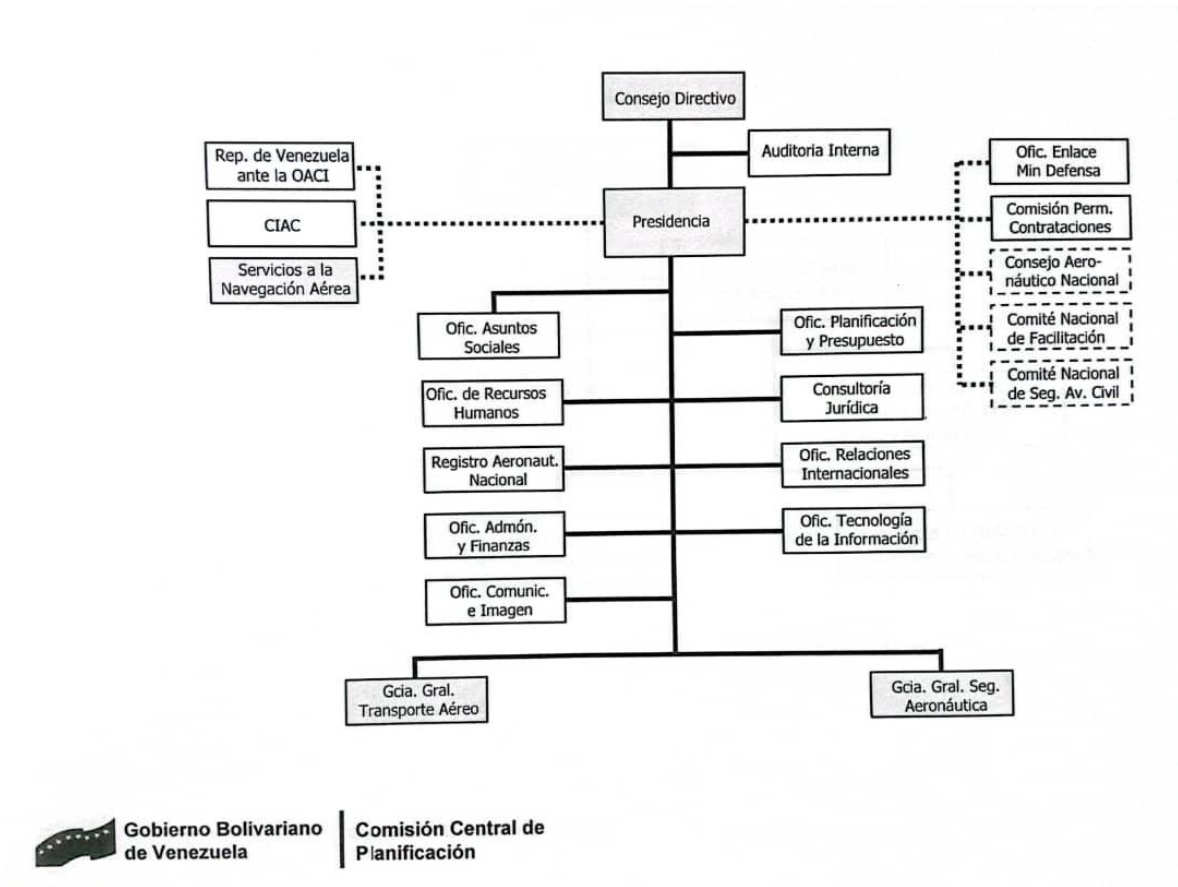 Consejo Directivo
Auditoria Interna
Rep. de Venezuela
ante la OACI
CIAC
Servicios a la
Navegación Aérea
Presidencia
Ofic. Enlace
Min Defensa
Comisión Perm.
Contrataciones
Consejo Aero-
náutico Nacional
Comité Nacional
de Facilitación
Comité Nacional
de Seg. Av. Civil
Ofic. Asuntos
Sociales
Ofic. Planificación
y Presupuesto
Ofic. de Recursos
Humanos
Consultoría
Jurídica
Registro Aeronaut.
Nacional
Ofic. Relaciones
Internacionales
Ofic. Admón.
y Finanzas
Ofic. Tecnología
de la Información
Ofic. Comunic.
e Imagen
Gcia. Gral.
Transporte Aéreo
Gcia. Gral. Seg.
Aeronáutica
Gobierno Bolivariano
de Venezuela
Comisión Central de
Planificación